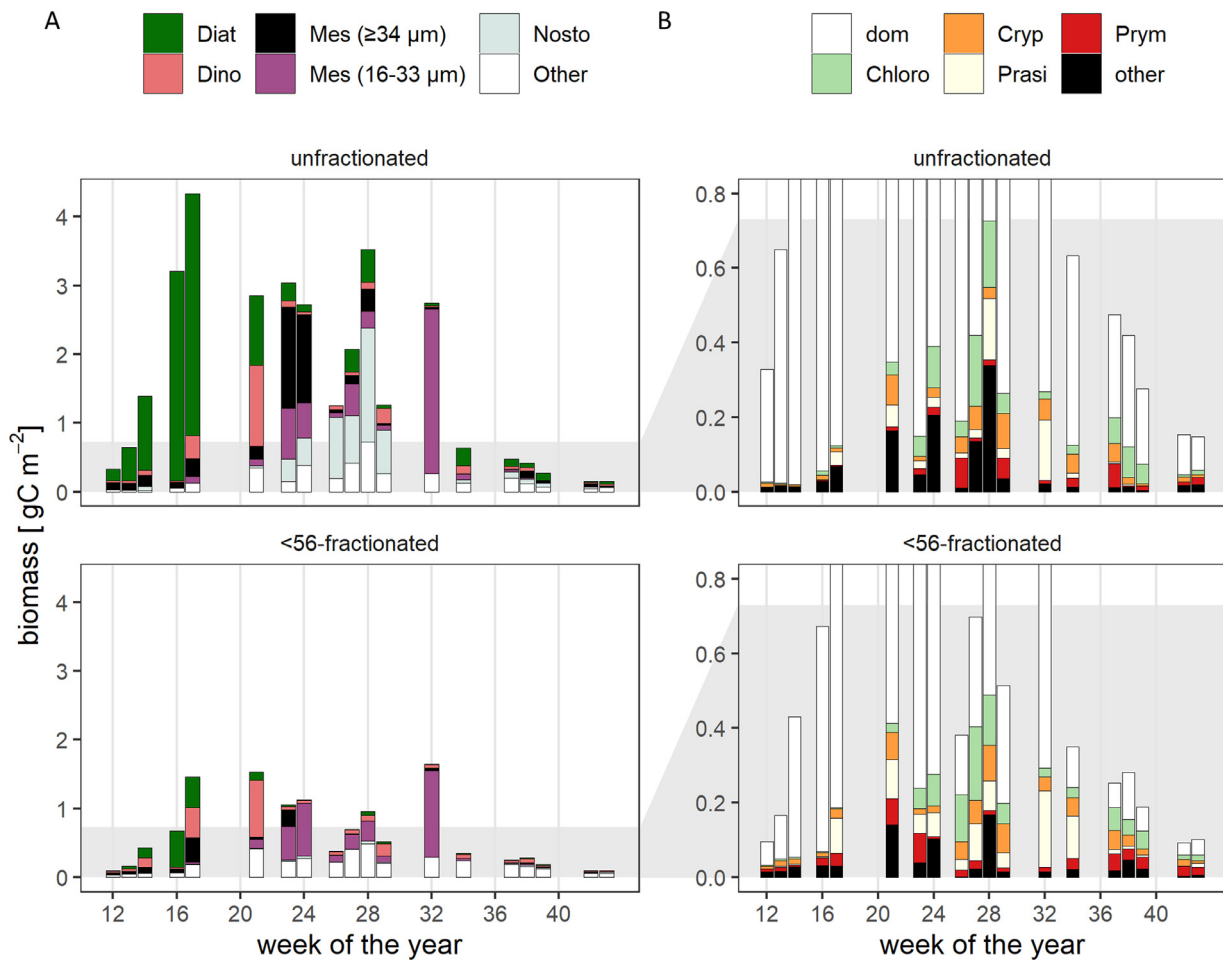 A
Diat
Mes (≥34 μm)
Nosto
Dino
Mes (16-33 μm)
Other
B
dom
Cryp
Prym
Chloro
Prasi
other
unfractionated
unfractionated
4
3
2
1
0
0.8
0.6
0.4
0.2
0.0
<56-fractionated
<56-fractionated
4
3
2
1
0
0.8
0.6
0.4
0.2
0.0
biomass [ gC m⁻²]
12 16 20 24 28 32 36 40
12 16 20 24 28 32 36 40
week of the year
week of the year